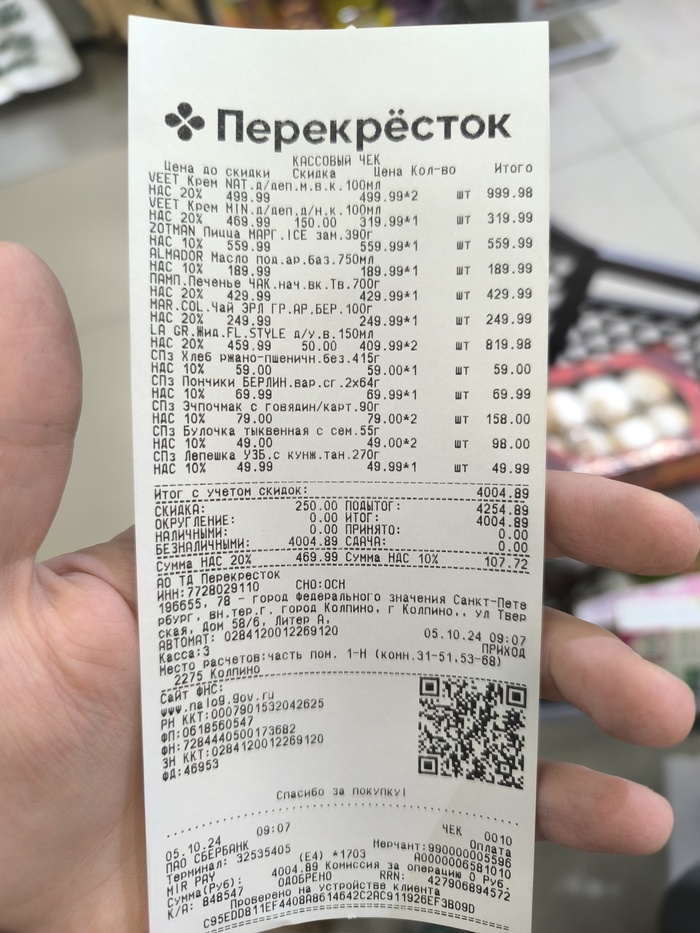 Перекрёсток
КАССОВЫЙ ЧЕК
Цена до скидки Скидка Цена Кол-во Итого
VEET Крем NAT.д/деп.м.в.к.100мл
НДС 20% 499.99 499.99*2 шт 999.98
VEET Крем MIN.д/деп.д/н.к.100мл
НДС 20% 469.99 150.00 319.99*1 шт 319.99
ZOTMAN Пицца МАРГ.ICE зам.390г
НДС 10% 559.99 559.99*1 шт 559.99
ALMADOR Масло под.ар.баз.750мл
НДС 10% 189.99 189.99*1 шт 189.99
ПАМП.Печенье ЧАК.нач.вк.Тв.700г
НДС 20% 429.99 429.99*1 шт 429.99
MAR.COL.Чай ЭРЛ ГР.АР.БЕР.100г
НДС 20% 249.99 249.99*1 шт 249.99
LA GR.Жид.FL.STYLE д/у.в.150мл
НДС 20% 459.99 50.00 409.99*2 шт 819.98
СПз Хлеб ржано-пшеничн.без.415г
НДС 10% 59.00 59.00*1 шт 59.00
СПз Пончики БЕРЛИН.вар.сг.2х64г
НДС 10% 69.99 69.99*1 шт 69.99
СПз Эчпочмак с говядин/карт.90г
НДС 10% 79.00 79.00*2 шт 158.00
СПз Булочка тыквенная с сем.55г
НДС 10% 49.00 49.00*2 шт 98.00
СПз Лепешка УЗБ.с кунж.тан.270г
НДС 10% 49.99 49.99*1 шт 49.99
Итог с учетом скидок: 4004.89
СКИДКА: 250.00 ПОДЫТОГ: 4254.89
ОКРУГЛЕНИЕ: 0.00 ИТОГ: 4004.89
НАЛИЧНЫМИ: 0.00 ПРИНЯТО: 0.00
БЕЗНАЛИЧНЫМИ: 4004.89 СДАЧА: 0.00
Сумма НДС 20% 469.99 Сумма НДС 10% 107.72
АО ТД Перекресток
ИНН:7728029110 СНО:ОСН
196655, 78 - город федерального значения Санкт-Пете
рбург, вн.тер.г. город Колпино, г Колпино,, ул Твер
ская, Дом 58/6, Литер А,
АВТОМАТ: 0284120012269120 05.10.24 09:07
Касса:3 ПРИХОД
Место расчетов:часть пом. 1-Н (комн.31-51,53-68)
2275 Колпино
Сайт ФНС:
www.nalog.gov.ru
РН ККТ:0007901532042625
ФП:0618560547
ФН:7284440500173682
ЗН ККТ:0284120012269120
ФД:46953
Спасибо за покупку!
09:07 ЧЕК 0010
05.10.24 Оплата
ПАО СБЕРБАНК Мерчант:990000005596
Терминал: 32535405 A0000006581010
MIR PAY (E4) *1703
Сумма(Руб): 4004.89 Комиссия за операцию 0 Руб.
К/А: 848547 ОДОБРЕНО RRN: 427906894572
Проверено на устройстве клиента
C95EDD811EF4408A8614642C2AC911926EF3B09D